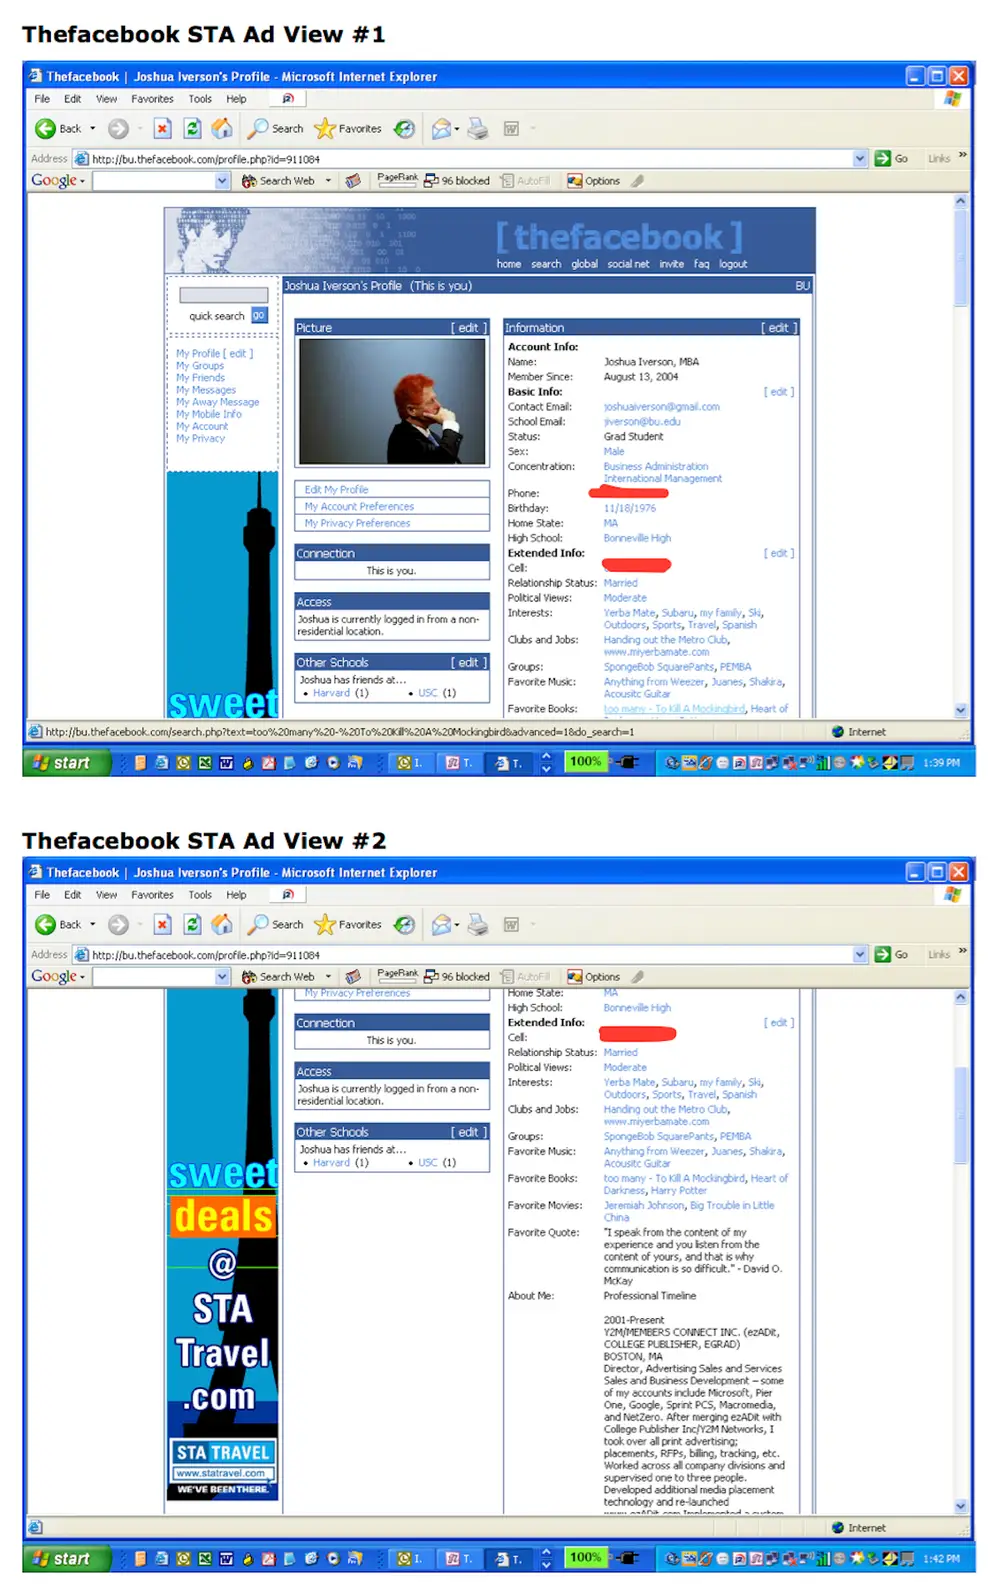 Thefacebook STA Ad View #1
Thefacebook | Joshua Iverson's Profile - Microsoft Internet Explorer
File Edit View Favorites Tools Help
Back Search Favorites
Address http://bu.thefacebook.com/profile.php?id=911084 Go Links »
Google Search Web PageRank 96 blocked AutoFill Options
[ thefacebook ]
home search global social net invite faq logout
Joshua Iverson's Profile (This is you) BU
quick search go
My Profile [ edit ]
My Groups
My Friends
My Messages
My Away Message
My Mobile Info
My Account
My Privacy
sweet
Picture [ edit ]
Edit My Profile
My Account Preferences
My Privacy Preferences
Connection
This is you.
Access
Joshua is currently logged in from a non-
residential location.
Other Schools [ edit ]
Joshua has friends at...
• Harvard (1) • USC (1)
Information [ edit ]
Account Info:
Name: Joshua Iverson, MBA
Member Since: August 13, 2004
Basic Info: [ edit ]
Contact Email: joshuaiverson@gmail.com
School Email: jiverson@bu.edu
Status: Grad Student
Sex: Male
Concentration: Business Administration
International Management
Phone:
Birthday: 11/18/1976
Home State: MA
High School: Bonneville High
Extended Info: [ edit ]
Cell:
Relationship Status: Married
Political Views: Moderate
Interests: Yerba Mate, Subaru, my family, Ski,
Outdoors, Sports, Travel, Spanish
Clubs and Jobs: Handing out the Metro Club,
www.miyerbamate.com
Groups: SpongeBob SquarePants, PEMBA
Favorite Music: Anything from Weezer, Juanes, Shakira,
Acousitc Guitar
Favorite Books: too many - To Kill A Mockingbird, Heart of
http://bu.thefacebook.com/search.php?text=too%20many%20-%20To%20Kill%20A%20Mockingbird&advanced=1&do_search=1 Internet
start I. T. T. 100% 1:39 PM
Thefacebook STA Ad View #2
Thefacebook | Joshua Iverson's Profile - Microsoft Internet Explorer
File Edit View Favorites Tools Help
Back Search Favorites
Address http://bu.thefacebook.com/profile.php?id=911084 Go Links »
Google Search Web PageRank 96 blocked AutoFill Options
sweet
deals
@
STA
Travel
.com
STA TRAVEL
www.statravel.com
WE'VE BEEN THERE.
My Privacy Preferences
Connection
This is you.
Access
Joshua is currently logged in from a non-
residential location.
Other Schools [ edit ]
Joshua has friends at...
• Harvard (1) • USC (1)
Home State: MA
High School: Bonneville High
Extended Info: [ edit ]
Cell:
Relationship Status: Married
Political Views: Moderate
Interests: Yerba Mate, Subaru, my family, Ski,
Outdoors, Sports, Travel, Spanish
Clubs and Jobs: Handing out the Metro Club,
www.miyerbamate.com
Groups: SpongeBob SquarePants, PEMBA
Favorite Music: Anything from Weezer, Juanes, Shakira,
Acousitc Guitar
Favorite Books: too many - To Kill A Mockingbird, Heart of
Darkness, Harry Potter
Favorite Movies: Jeremiah Johnson, Big Trouble in Little
China
Favorite Quote: "I speak from the content of my
experience and you listen from the
content of yours, and that is why
communication is so difficult." - David O.
McKay
About Me: Professional Timeline
2001-Present
Y2M/MEMBERS CONNECT INC. (ezADit,
COLLEGE PUBLISHER, EGRAD)
BOSTON, MA
Director, Advertising Sales and Services
Sales and Business Development – some
of my accounts include Microsoft, Pier
One, Google, Sprint PCS, Macromedia,
and NetZero. After merging ezADit with
College Publisher Inc/Y2M Networks, I
took over all print advertising;
placements, RFPs, billing, tracking, etc.
Worked across all company divisions and
supervised one to three people.
Developed additional media placement
technology and re-launched
www.ezADit.com Implemented a custom
Internet
start I. T. T. 100% 1:42 PM